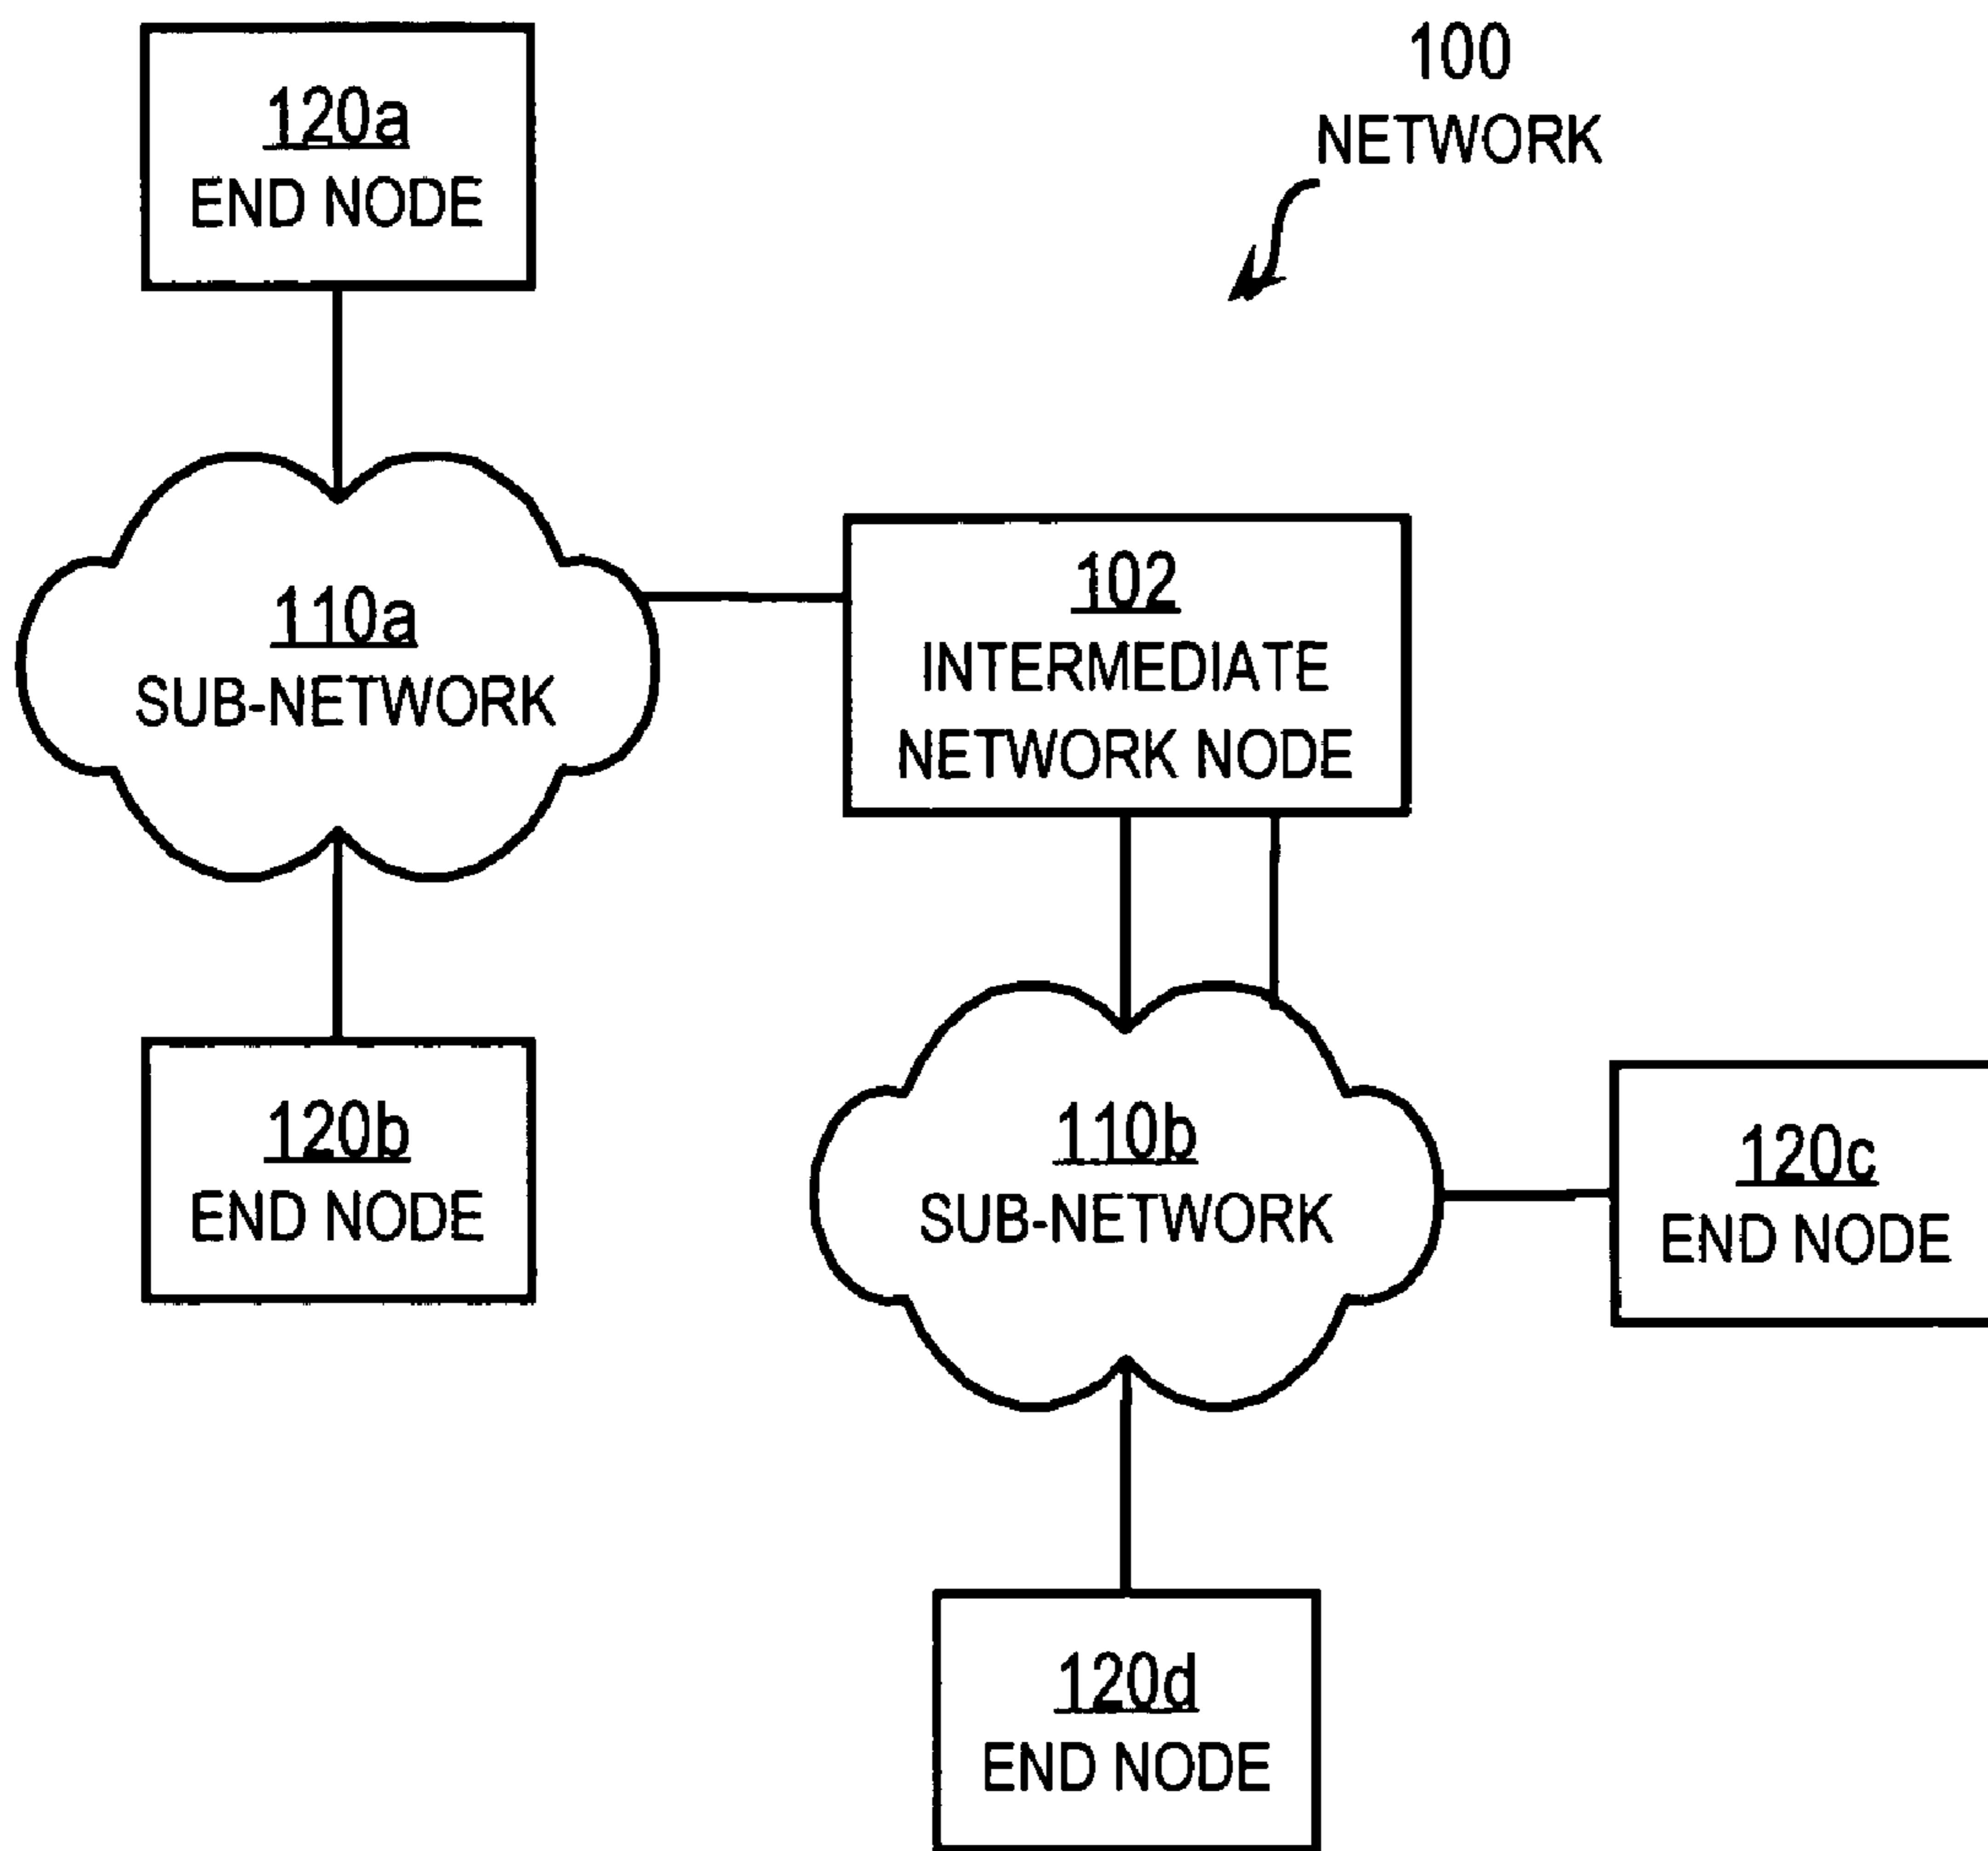 120a
END NODE
100
NETWORK
110a
SUB-NETWORK
102
INTERMEDIATE
NETWORK NODE
120b
END NODE
110b
SUB-NETWORK
120c
END NODE
120d
END NODE